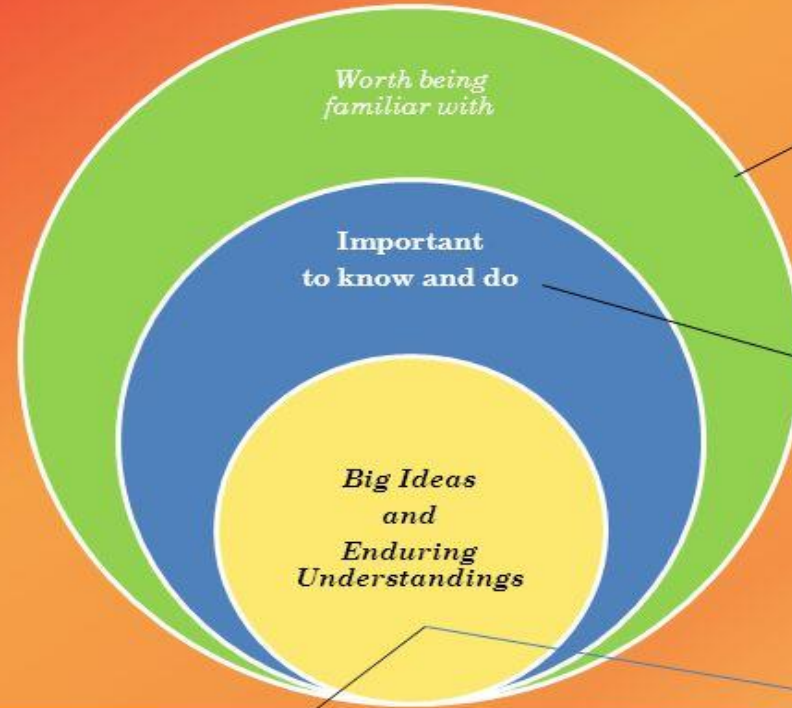 Worth being
familiar with
Important
to know and do
Big Ideas
and
Enduring
Understandings